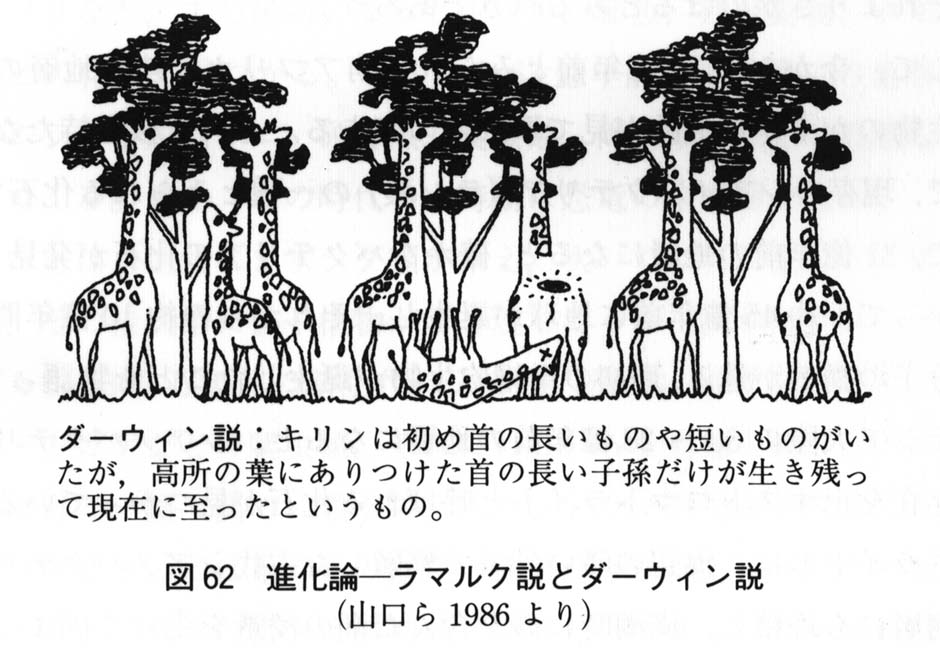 ダーウィン説：キリンは初め首の長いものや短いものがい
たが，高所の葉にありつけた首の長い子孫だけが生き残っ
て現在に至ったというもの。
図62　進化論―ラマルク説とダーウィン説
(山口ら 1986 より)